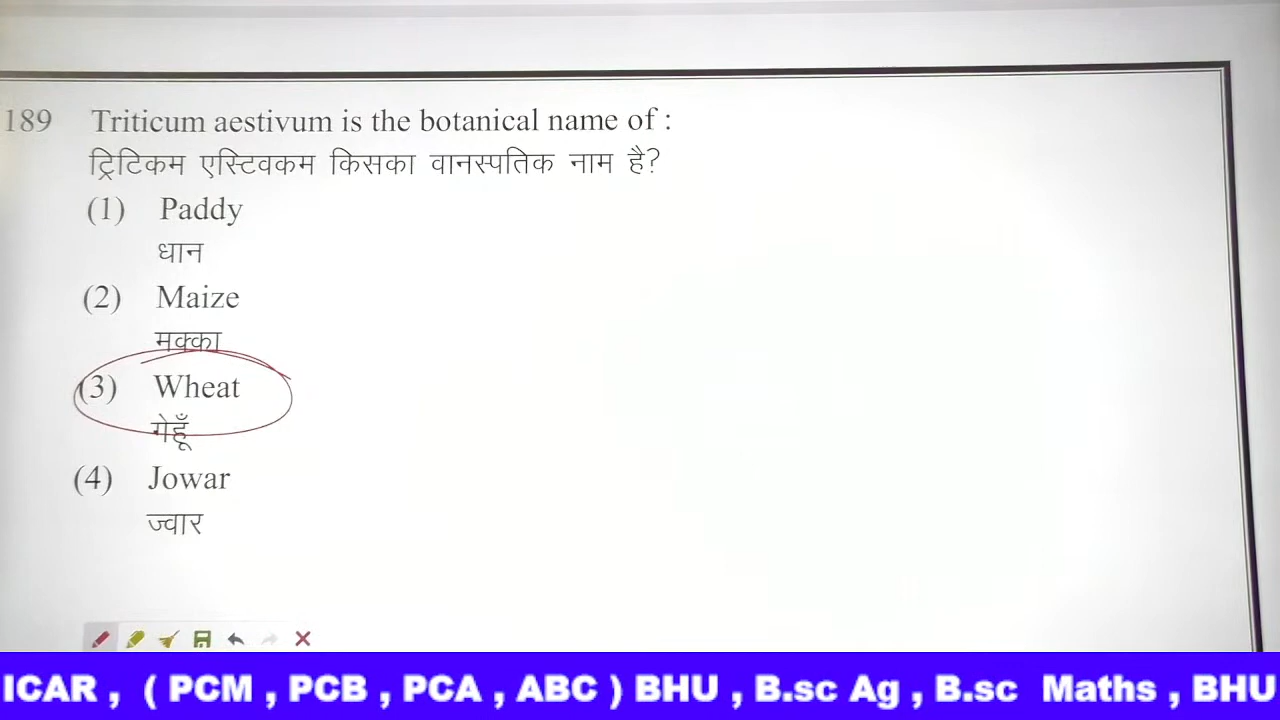 189 Triticum aestivum is the botanical name of :
ट्रिटिकम एस्टिवकम किसका वानस्पतिक नाम है?
(1) Paddy
धान
(2) Maize
मक्का
(3) Wheat
गेहूँ
(4) Jowar
ज्वार
ICAR , ( PCM , PCB , PCA , ABC ) BHU , B.sc Ag , B.sc Maths , BHU